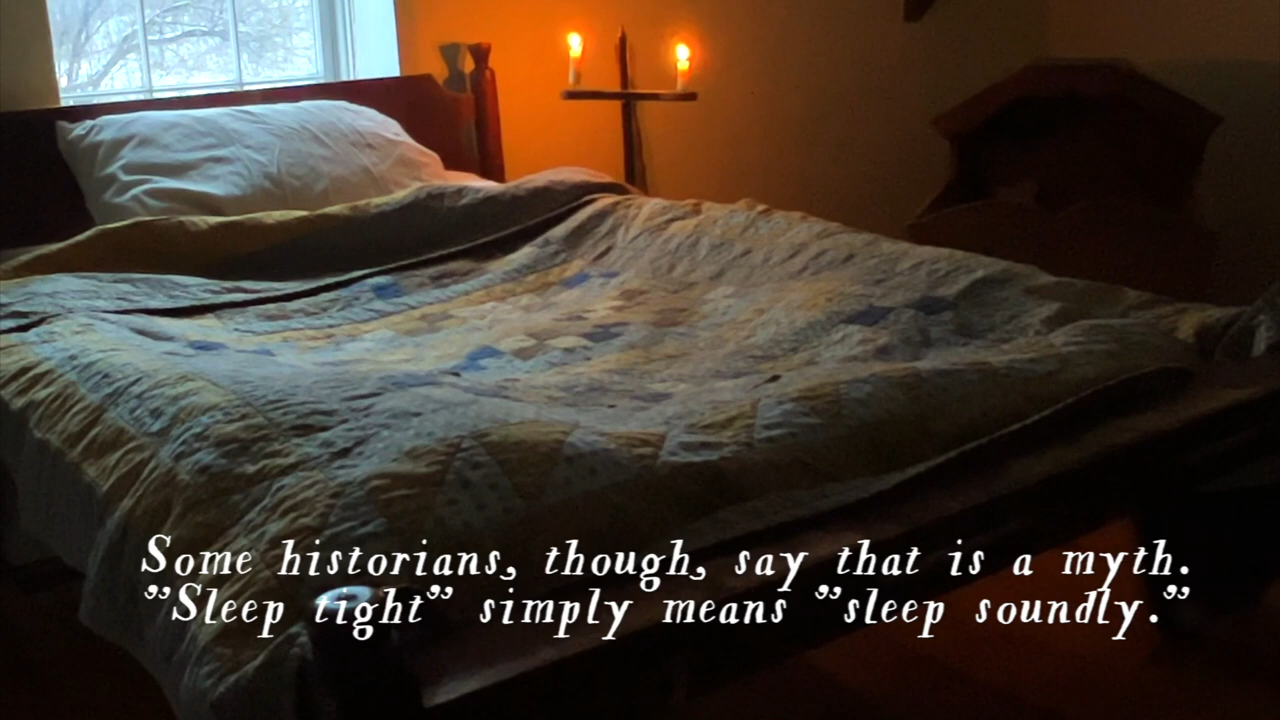 Some historians, though, say that is a myth.
"Sleep tight" simply means "sleep soundly."